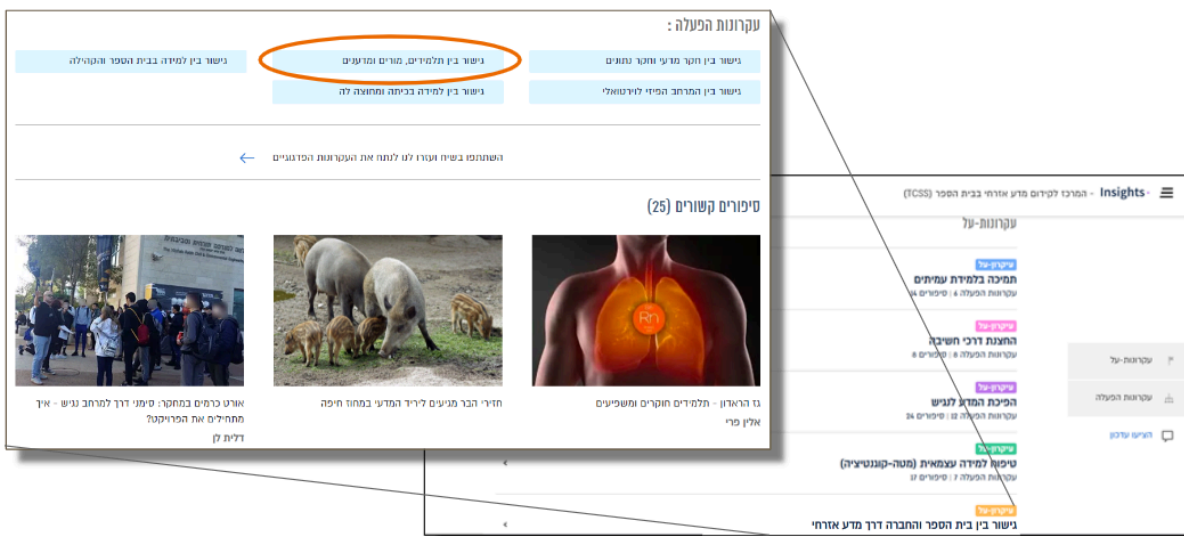 עקרונות הפעלה :
גישור בין חקר מדעי וחקר נתונים
גישור בין תלמידים, מורים ומדענים
גישור בין למידה בבית הספר והקהילה
גישור בין המרחב הפיזי לוירטואלי
גישור בין למידה בכיתה ומחוצה לה
השתתפו בשיח ועזרו לנו לנתח את העקרונות הפדגוגיים
סיפורים קשורים (25)
Rn
גז הראדון - תלמידים חוקרים ומשפיעים
אלין פרי
חזירי הבר מגיעים ליריד המדעי במחוז חיפה
אורט כרמים במחקר: סימני דרך למרחב נגיש - איך
מתחילים את הפרויקט?
דלית לן
Insights - המרכז לקידום מדע אזרחי בבית הספר (TCSS)
עקרונות-על
עיקרון-על
תמיכה בלמידת עמיתים
עקרונות הפעלה 4 | סיפורים 14
עיקרון-על
החצנת דרכי חשיבה
עקרונות הפעלה 8 | סיפורים 8
עיקרון-על
הפיכת המדע לנגיש
עקרונות הפעלה 12 | סיפורים 24
עיקרון-על
טיפוח למידה עצמאית (מטה-קוגנטיציה)
עקרונות הפעלה 7 | סיפורים 17
עיקרון-על
גישור בין בית הספר והחברה דרך מדע אזרחי
עקרונות-על
עקרונות הפעלה
הציעו עדכון